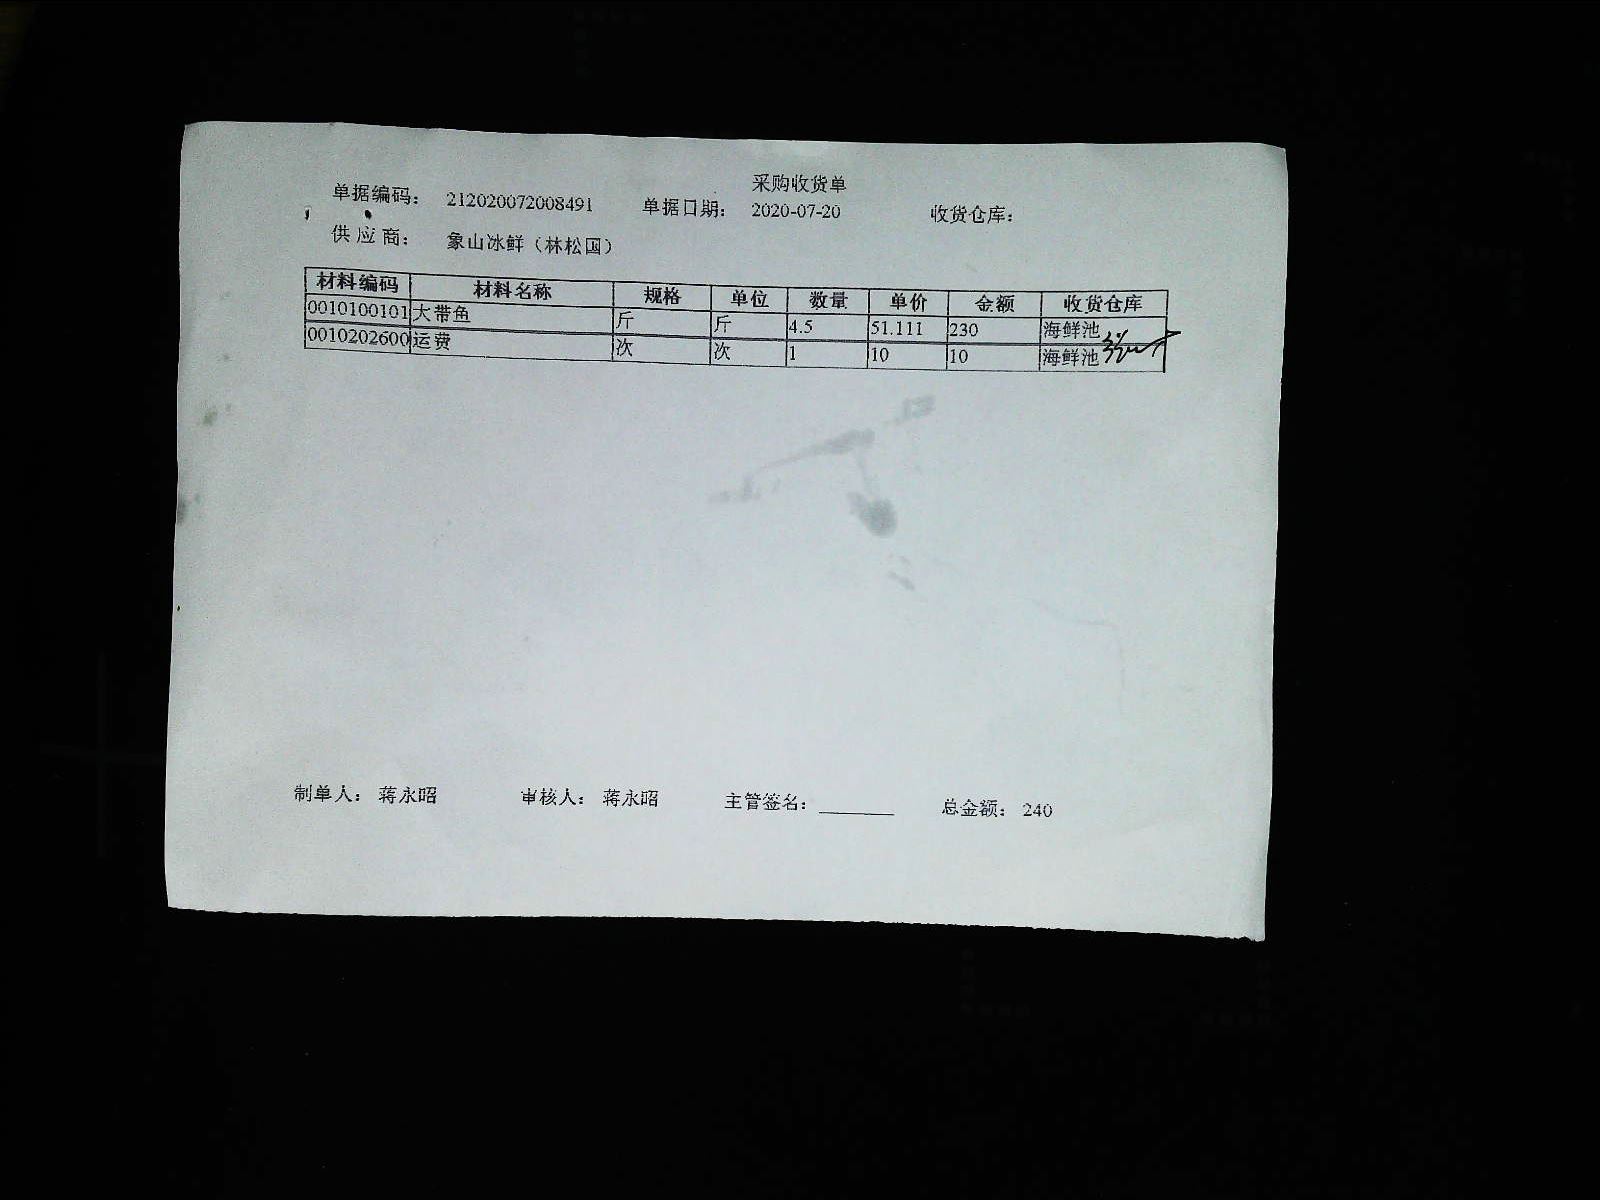 采购收货单
单据编码： 212020072008491 单据日期： 2020-07-20 收货仓库：
供应商： 象山冰鲜（林松国）
材料编码 材料名称 规格 单位 数量 单价 金额 收货仓库
0010100101 大带鱼 斤 斤 4.5 51.111 230 海鲜池
0010202600 运费 次 次 1 10 10 海鲜池
制单人： 蒋永昭 审核人： 蒋永昭 主管签名： 总金额： 240